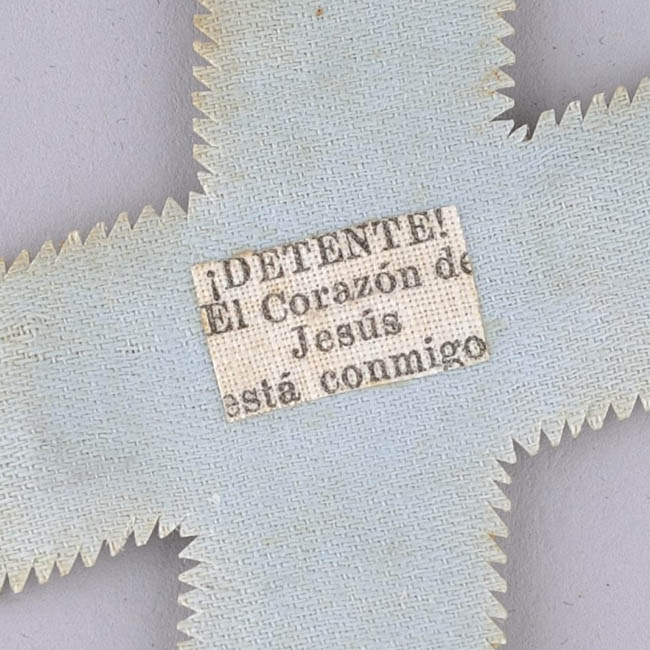 ¡DETENTE!
El Corazón de
Jesús
está conmigo